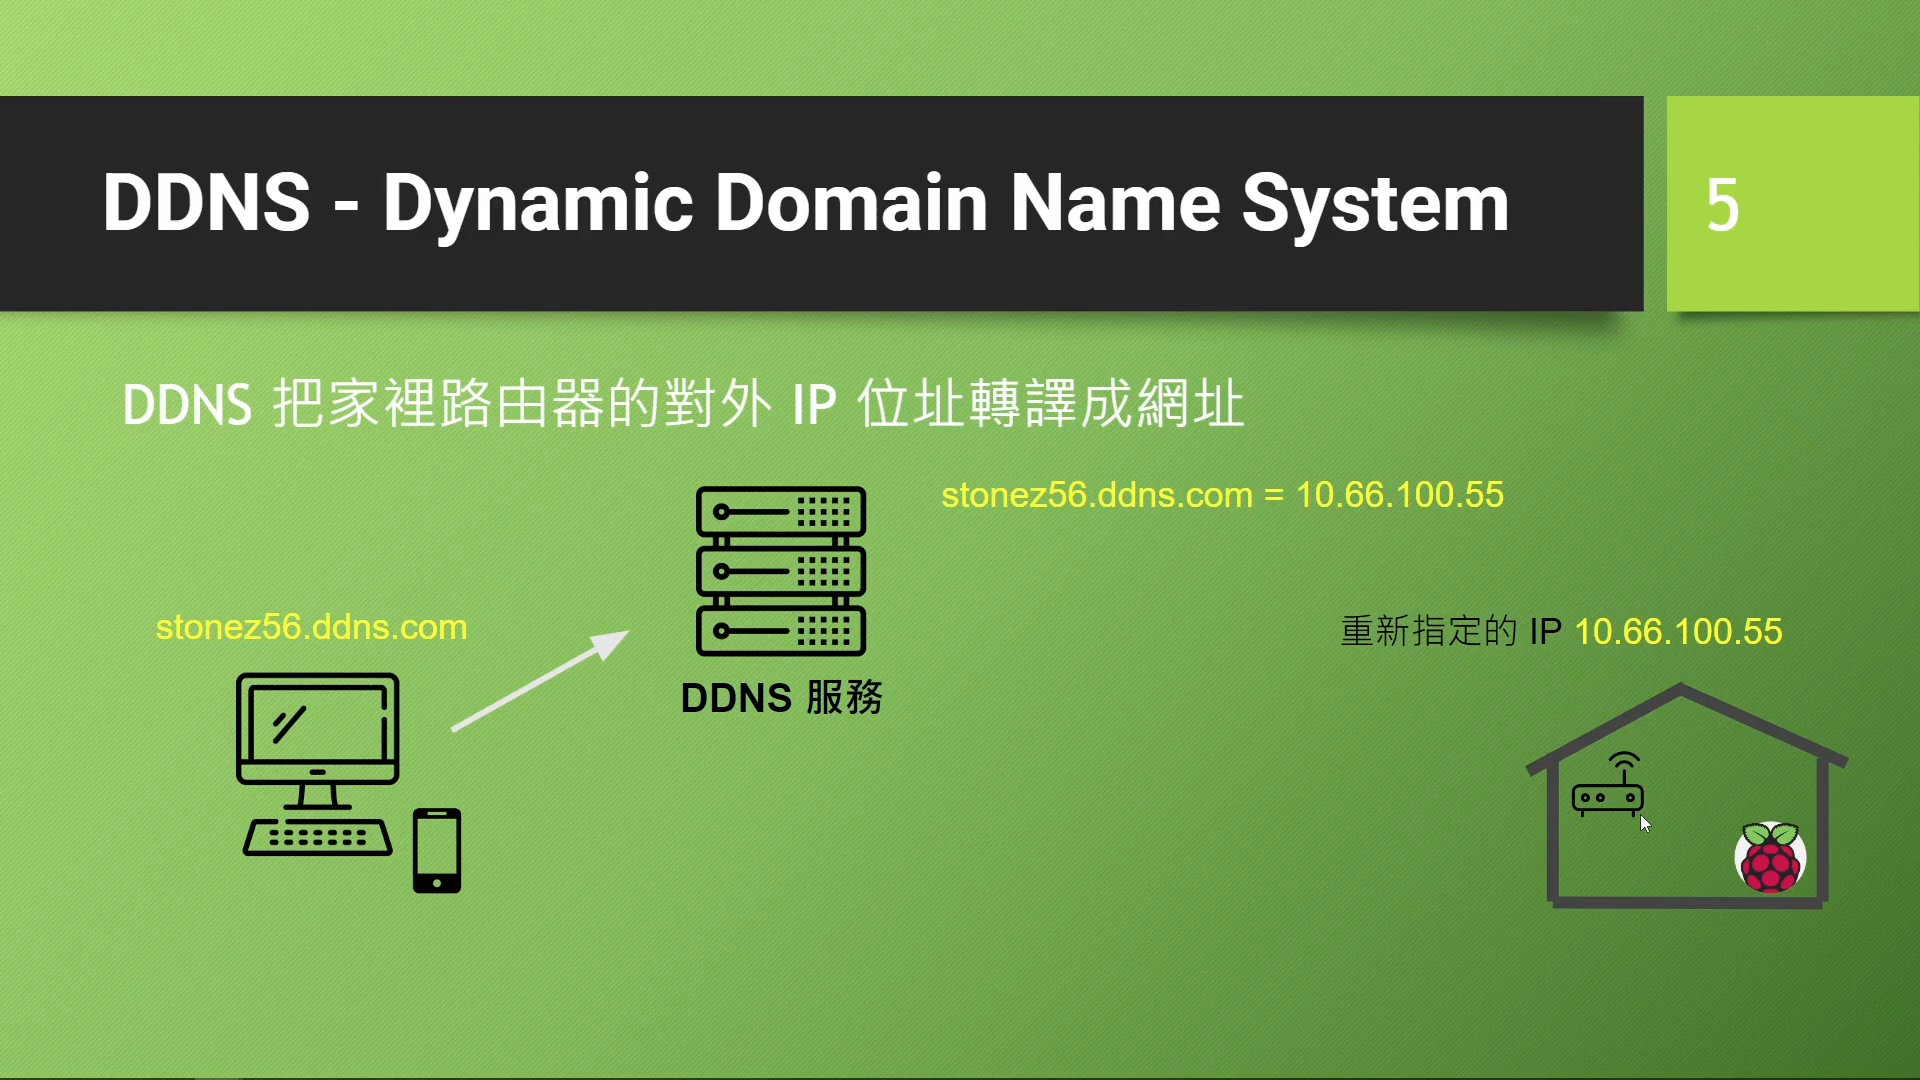 DDNS - Dynamic Domain Name System
5
DDNS 把家裡路由器的對外 IP 位址轉譯成網址
stonez56.ddns.com = 10.66.100.55
stonez56.ddns.com
重新指定的 IP 10.66.100.55
DDNS 服務